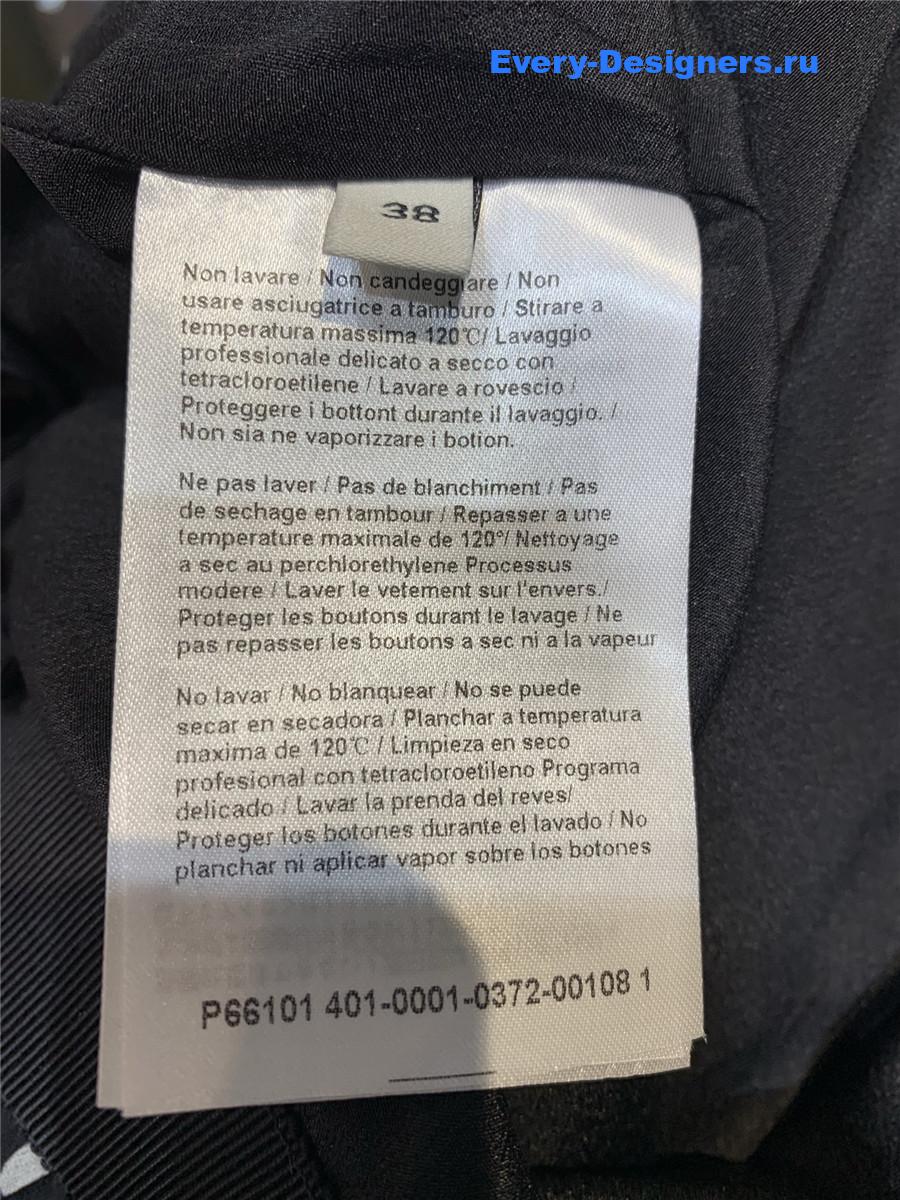 Every-Designers.ru
38
Non lavare / Non candeggiare / Non
usare asciugatrice a tamburo / Stirare a
temperatura massima 120℃/ Lavaggio
professionale delicato a secco con
tetracloroetilene / Lavare a rovescio /
Proteggere i bottont durante il lavaggio. /
Non sia ne vaporizzare i botion.
Ne pas laver / Pas de blanchiment / Pas
de sechage en tambour / Repasser a une
temperature maximale de 120°/ Nettoyage
a sec au perchlorethylene Processus
modere / Laver le vetement sur l'envers./
Proteger les boutons durant le lavage / Ne
pas repasser les boutons a sec ni a la vapeur
No lavar / No blanquear / No se puede
secar en secadora / Planchar a temperatura
maxima de 120℃ / Limpieza en seco
profesional con tetracloroetileno Programa
delicado / Lavar la prenda del reves/
Proteger los botones durante el lavado / No
planchar ni aplicar vapor sobre los botones
P66101 401-0001-0372-00108 1